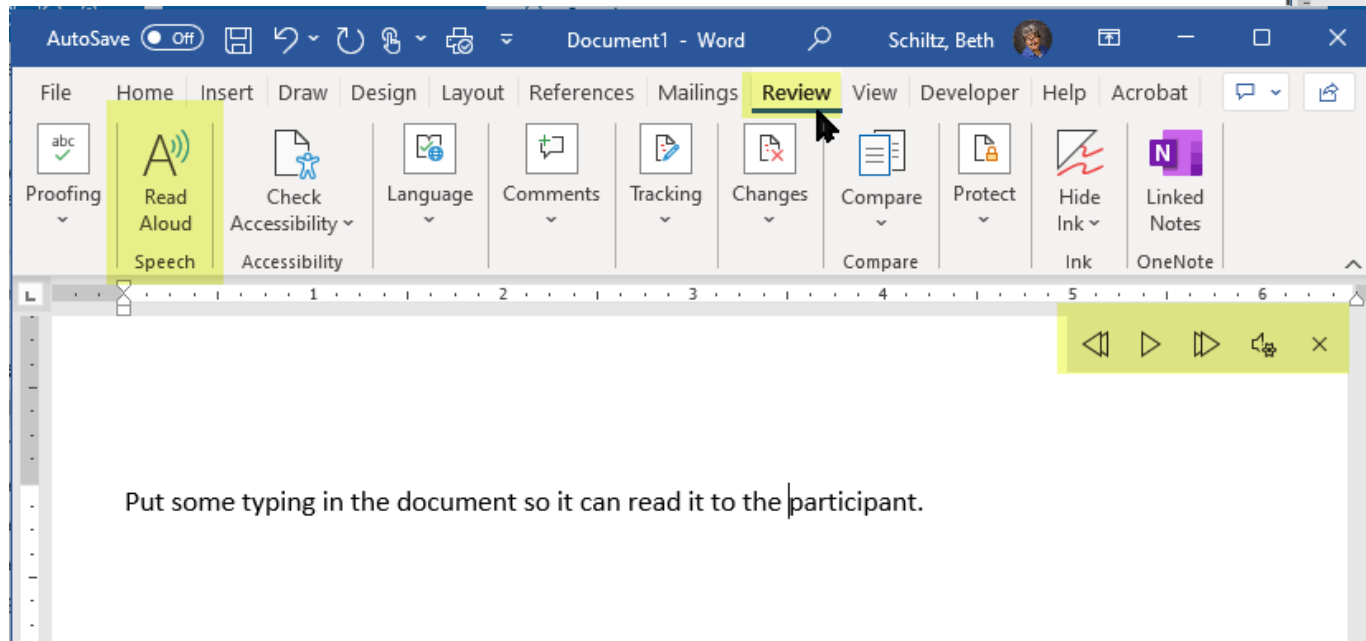 AutoSave Off Document1 - Word Schiltz, Beth
File Home Insert Draw Design Layout References Mailings Review View Developer Help Acrobat
abc
Proofing Read Aloud Check Accessibility Language Comments Tracking Changes Compare Protect Hide Ink N Linked Notes
Speech Accessibility Compare Ink OneNote
L 1 2 3 4 5 6
Put some typing in the document so it can read it to the participant.